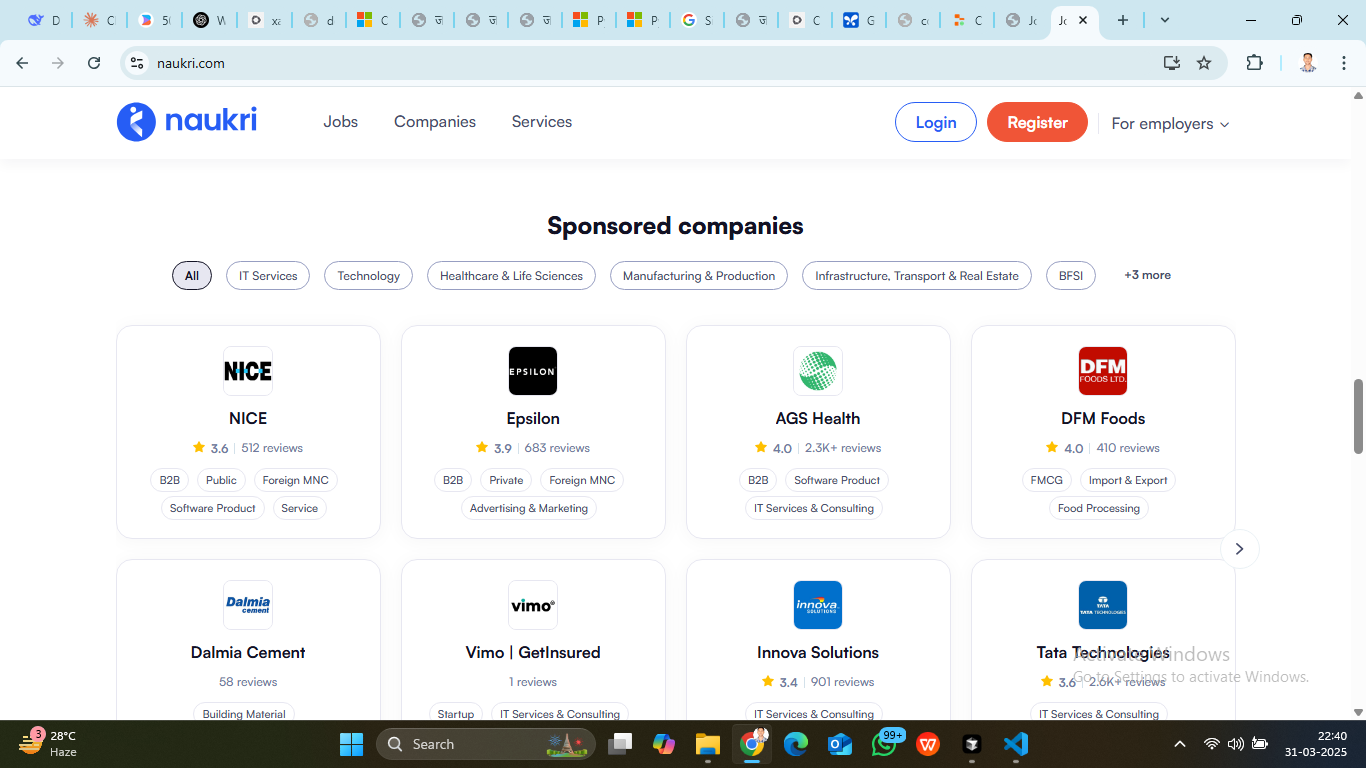 naukri.com
naukri
Jobs
Companies
Services
Login
Register
For employers
Sponsored companies
All
IT Services
Technology
Healthcare & Life Sciences
Manufacturing & Production
Infrastructure, Transport & Real Estate
BFSI
+3 more
NICE
NICE
3.6 | 512 reviews
B2B
Public
Foreign MNC
Software Product
Service
EPSILON
Epsilon
3.9 | 683 reviews
B2B
Private
Foreign MNC
Advertising & Marketing
AGS Health
4.0 | 2.3K+ reviews
B2B
Software Product
IT Services & Consulting
DFM
FOODS LTD.
DFM Foods
4.0 | 410 reviews
FMCG
Import & Export
Food Processing
Dalmia
cement
Dalmia Cement
58 reviews
Building Material
vimo
Vimo | GetInsured
1 reviews
Startup
IT Services & Consulting
innova
SOLUTIONS
Innova Solutions
3.4 | 901 reviews
IT Services & Consulting
TATA
TATA TECHNOLOGIES
Tata Technologies
3.6 | 2.6K+ reviews
IT Services & Consulting
Activate Windows
Go to Settings to activate Windows.
3
28°C
Haze
Search
99+
22:40
31-03-2025